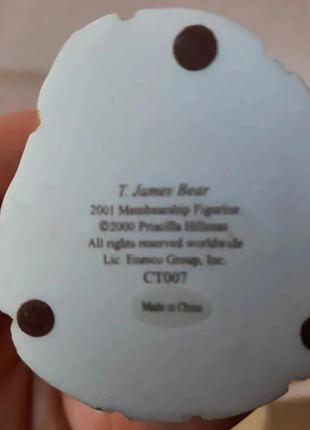 T. James Bear
2001 Membearship Figurine
©2000 Priscilla Hillman
All rights reserved worldwide
Lic. Enesco Group, Inc.
CT007
Made in China